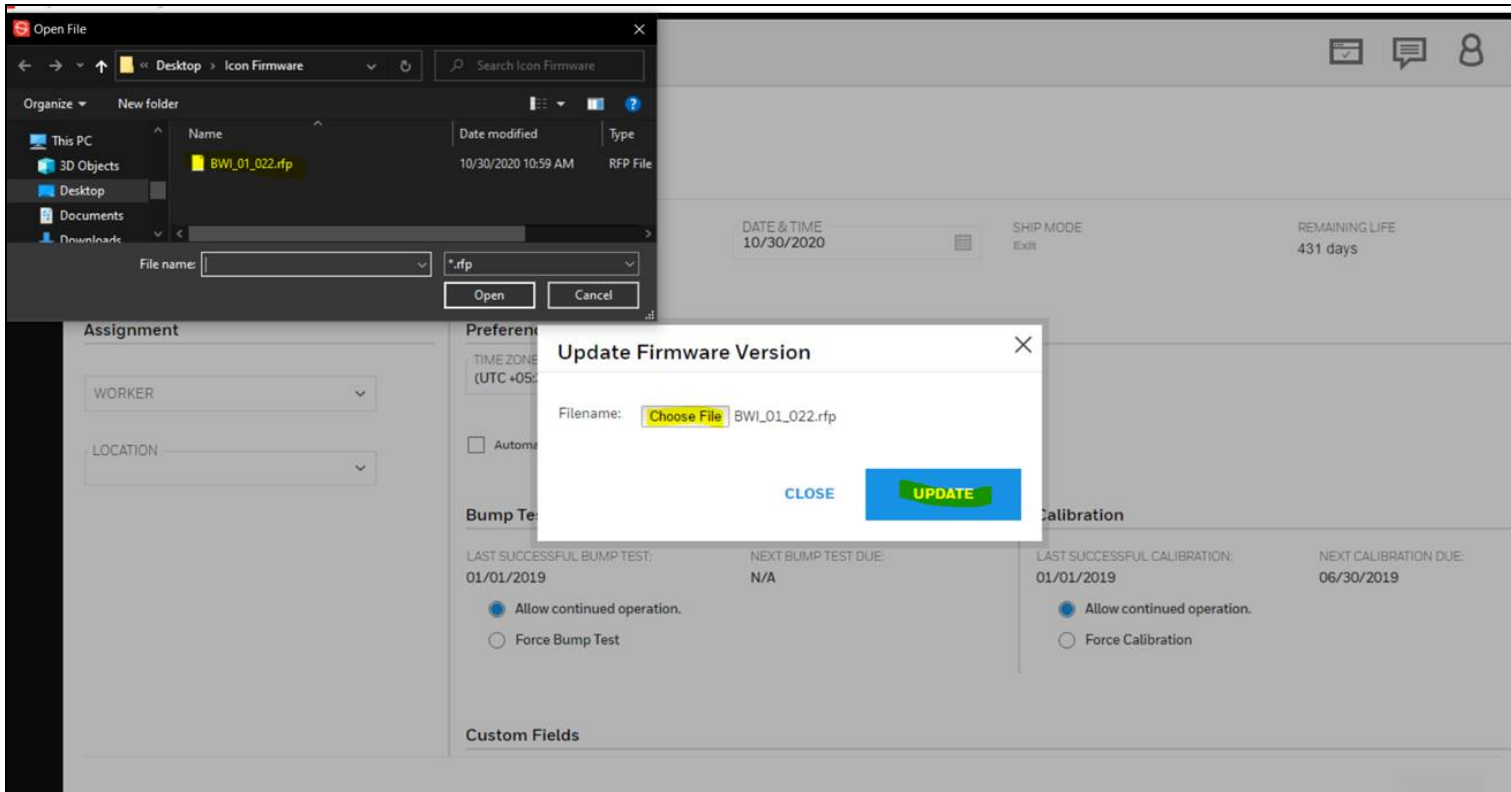 Open File
« Desktop › Icon Firmware
Search Icon Firmware
Organize
New folder
This PC
3D Objects
Desktop
Documents
Downloads
Name
Date modified
Type
BWI_01_022.rfp
10/30/2020 10:59 AM
RFP File
File name:
*.rfp
Open
Cancel
DATE & TIME
10/30/2020
SHIP MODE
Exit
REMAINING LIFE
431 days
Assignment
WORKER
LOCATION
TIME ZONE
Update Firmware Version
Filename:
Choose File
BWI_01_022.rfp
CLOSE
UPDATE
LAST SUCCESSFUL BUMP TEST:
01/01/2019
NEXT BUMP TEST DUE:
N/A
Allow continued operation.
Force Bump Test
Calibration
LAST SUCCESSFUL CALIBRATION:
01/01/2019
NEXT CALIBRATION DUE:
06/30/2019
Allow continued operation.
Force Calibration
Custom Fields